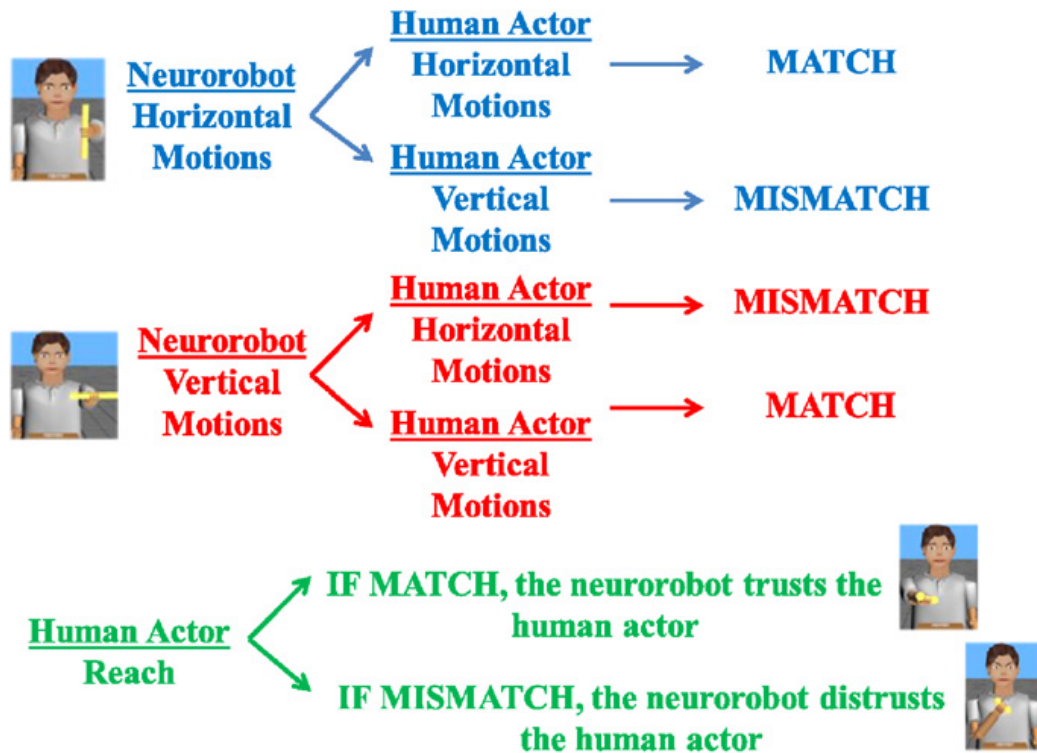 Neurorobot
Horizontal
Motions
Human Actor
Horizontal
Motions
MATCH
Human Actor
Vertical
Motions
MISMATCH
Neurorobot
Vertical
Motions
Human Actor
Horizontal
Motions
MISMATCH
Human Actor
Vertical
Motions
MATCH
Human Actor
Reach
IF MATCH, the neurorobot trusts the
human actor
IF MISMATCH, the neurorobot distrusts
the human actor